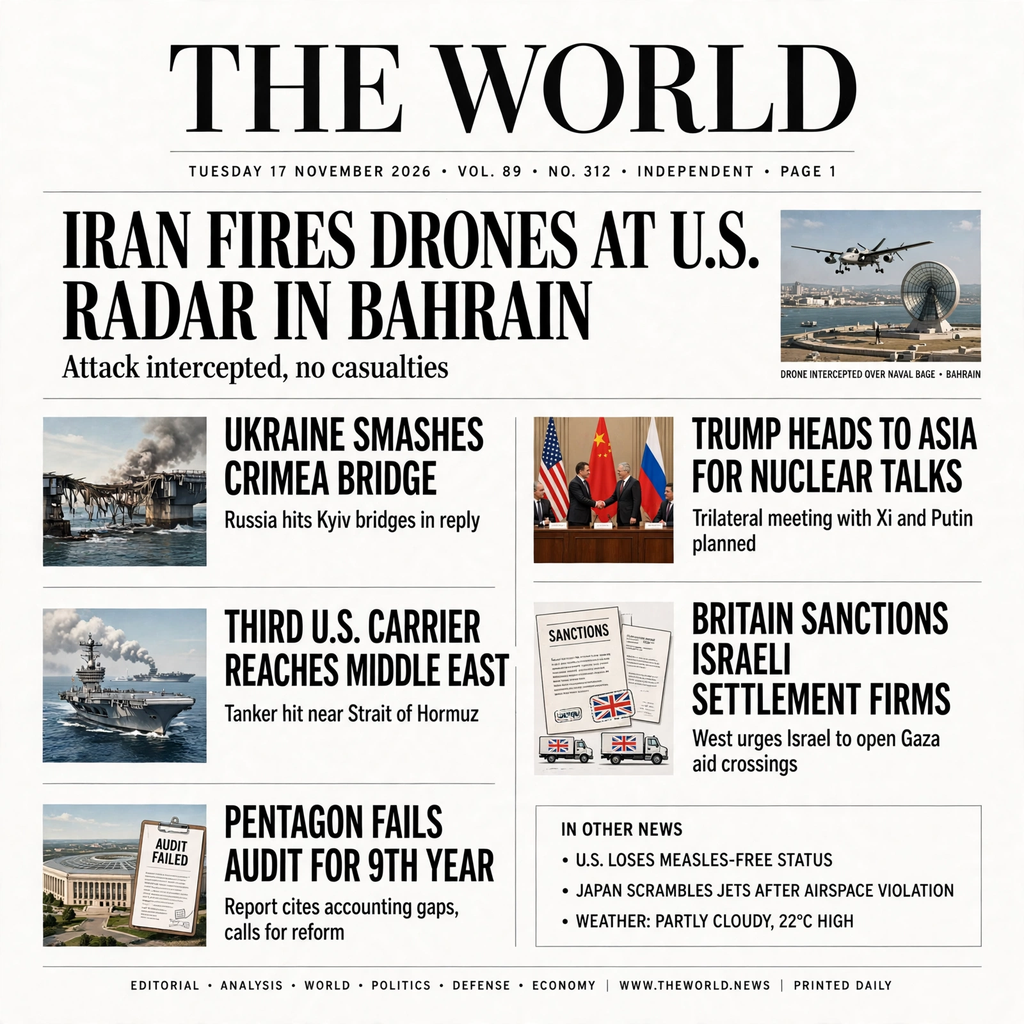 THE WORLD
TUESDAY 17 NOVEMBER 2026 • VOL. 89 • NO. 312 • INDEPENDENT • PAGE 1
IRAN FIRES DRONES AT U.S.
RADAR IN BAHRAIN
Attack intercepted, no casualties
DRONE INTERCEPTED OVER NAVAL BAGE • BAHRAIN
UKRAINE SMASHES
CRIMEA BRIDGE
Russia hits Kyiv bridges in reply
THIRD U.S. CARRIER
REACHES MIDDLE EAST
Tanker hit near Strait of Hormuz
AUDIT
FAILED
PENTAGON FAILS
AUDIT FOR 9TH YEAR
Report cites accounting gaps,
calls for reform
TRUMP HEADS TO ASIA
FOR NUCLEAR TALKS
Trilateral meeting with Xi and Putin
planned
SANCTIONS
BRITAIN SANCTIONS
ISRAELI
SETTLEMENT FIRMS
West urges Israel to open Gaza
aid crossings
IN OTHER NEWS
• U.S. LOSES MEASLES-FREE STATUS
• JAPAN SCRAMBLES JETS AFTER AIRSPACE VIOLATION
• WEATHER: PARTLY CLOUDY, 22°C HIGH
EDITORIAL • ANALYSIS • WORLD • POLITICS • DEFENSE • ECONOMY | WWW.THEWORLD.NEWS | PRINTED DAILY